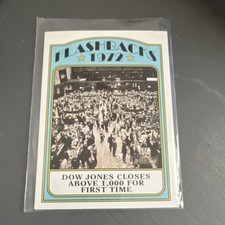 FLASHBACKS
1972
DOW JONES CLOSES
ABOVE 1,000 FOR
FIRST TIME